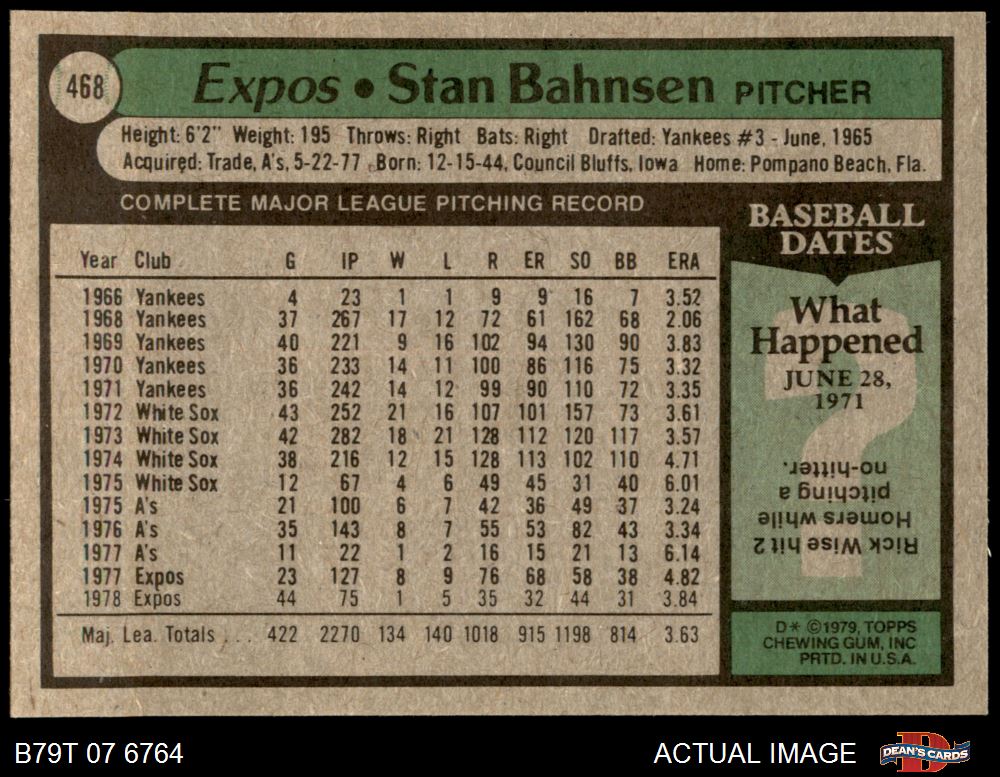 468
Expos • Stan Bahnsen PITCHER
Height: 6'2" Weight: 195 Throws: Right Bats: Right Drafted: Yankees #3 - June, 1965
Acquired: Trade, A's, 5-22-77 Born: 12-15-44, Council Bluffs, Iowa Home: Pompano Beach, Fla.
COMPLETE MAJOR LEAGUE PITCHING RECORD
Year Club G IP W L R ER SO BB ERA
1966 Yankees 4 23 1 1 9 9 16 7 3.52
1968 Yankees 37 267 17 12 72 61 162 68 2.06
1969 Yankees 40 221 9 16 102 94 130 90 3.83
1970 Yankees 36 233 14 11 100 86 116 75 3.32
1971 Yankees 36 242 14 12 99 90 110 72 3.35
1972 White Sox 43 252 21 16 107 101 157 73 3.61
1973 White Sox 42 282 18 21 128 112 120 117 3.57
1974 White Sox 38 216 12 15 128 113 102 110 4.71
1975 White Sox 12 67 4 6 49 45 31 40 6.01
1975 A's 21 100 6 7 42 36 49 37 3.24
1976 A's 35 143 8 7 55 53 82 43 3.34
1977 A's 11 22 1 2 16 15 21 13 6.14
1977 Expos 23 127 8 9 76 68 58 38 4.82
1978 Expos 44 75 1 5 35 32 44 31 3.84
Maj. Lea. Totals . . . 422 2270 134 140 1018 915 1198 814 3.63
BASEBALL
DATES
What
Happened
JUNE 28,
1971
Rick Wise hit 2
Homers while
pitching a
no-hitter.
D* ©1979, TOPPS
CHEWING GUM, INC
PRTD. IN U.S.A.
B79T 07 6764
ACTUAL IMAGE
DEAN'S CARDS